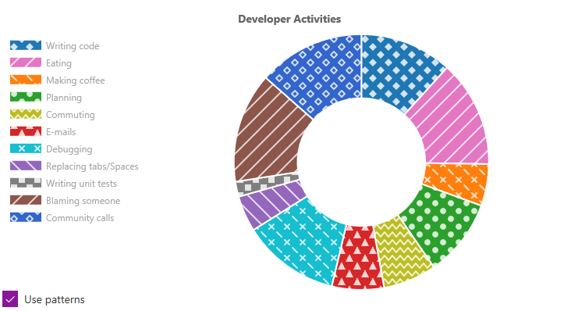 Developer Activities
Writing code
Eating
Making coffee
Planning
Commuting
E-mails
Debugging
Replacing tabs/Spaces
Writing unit tests
Blaming someone
Community calls
Use patterns